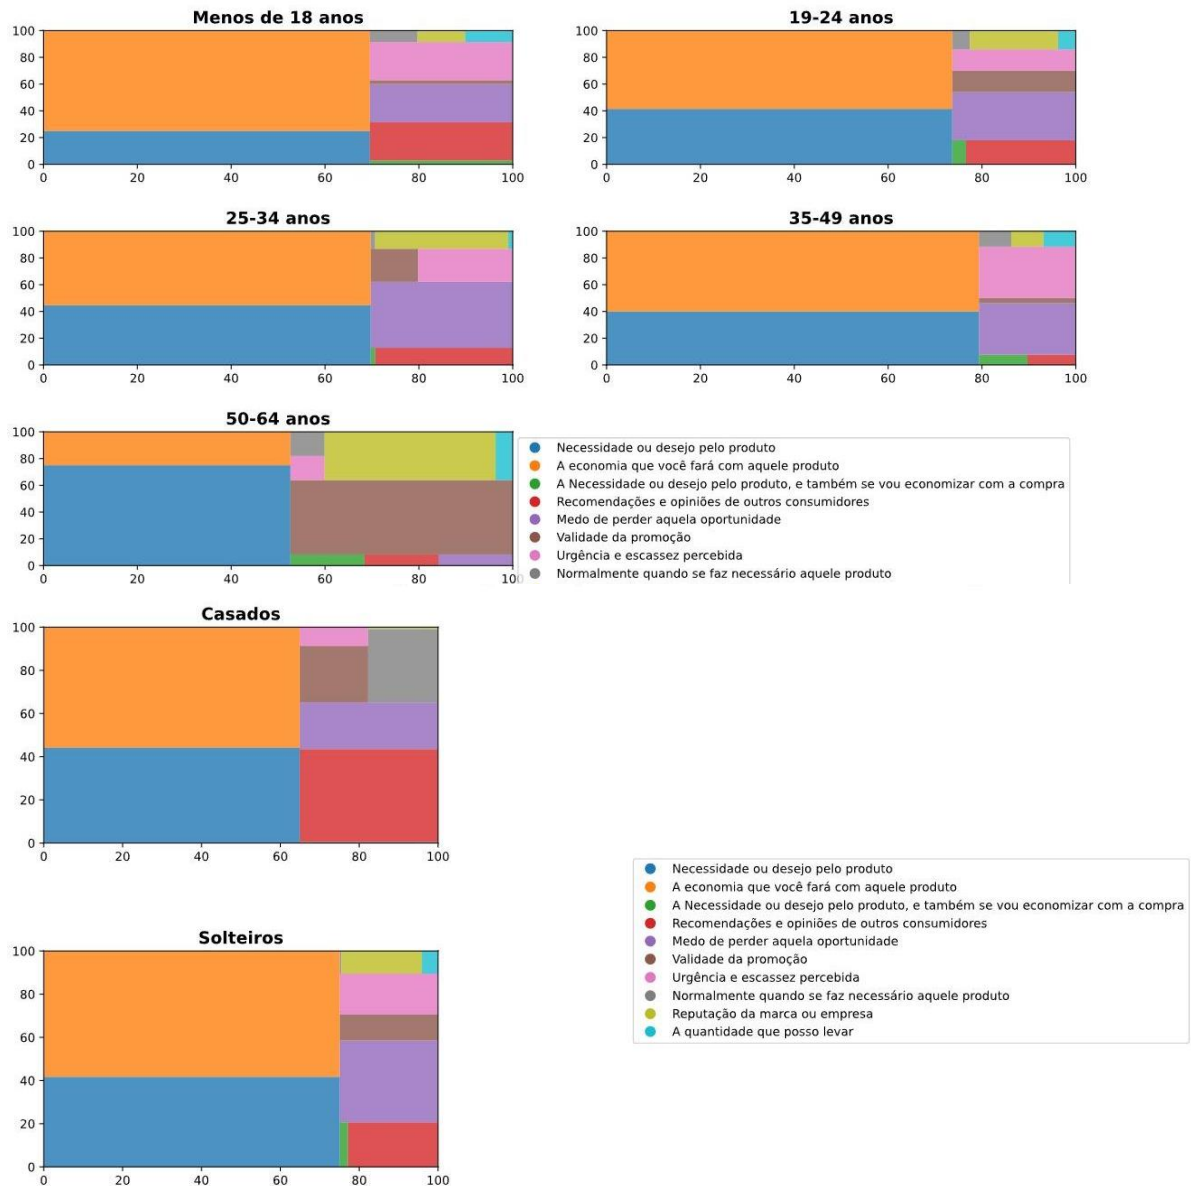 Menos de 18 anos
100
80
60
40
20
0
0 20 40 60 80 100
19-24 anos
100
80
60
40
20
0
0 20 40 60 80 100
25-34 anos
100
80
60
40
20
0
0 20 40 60 80 100
35-49 anos
100
80
60
40
20
0
0 20 40 60 80 100
50-64 anos
100
80
60
40
20
0
0 20 40 60 80 100
Necessidade ou desejo pelo produto
A economia que você fará com aquele produto
A Necessidade ou desejo pelo produto, e também se vou economizar com a compra
Recomendações e opiniões de outros consumidores
Medo de perder aquela oportunidade
Validade da promoção
Urgência e escassez percebida
Normalmente quando se faz necessário aquele produto
Casados
100
80
60
40
20
0
0 20 40 60 80 100
Necessidade ou desejo pelo produto
A economia que você fará com aquele produto
A Necessidade ou desejo pelo produto, e também se vou economizar com a compra
Recomendações e opiniões de outros consumidores
Medo de perder aquela oportunidade
Validade da promoção
Urgência e escassez percebida
Normalmente quando se faz necessário aquele produto
Reputação da marca ou empresa
A quantidade que posso levar
Solteiros
100
80
60
40
20
0
0 20 40 60 80 100